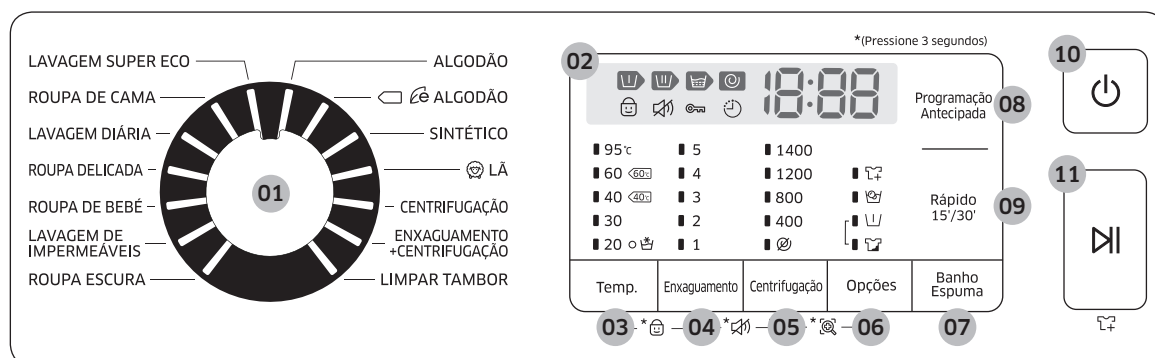 LAVAGEM SUPER ECO
ROUPA DE CAMA
LAVAGEM DIÁRIA
ROUPA DELICADA
ROUPA DE BEBÉ
LAVAGEM DE
IMPERMEÁVEIS
ROUPA ESCURA
01
ALGODÃO
e ALGODÃO
SINTÉTICO
LÃ
CENTRIFUGAÇÃO
ENXAGUAMENTO
+CENTRIFUGAÇÃO
LIMPAR TAMBOR
*(Pressione 3 segundos)
02
18:88
95℃ 5 1400
60 60℃ 4 1200
40 40℃ 3 800
30 2 400
20 1
Programação
Antecipada
08
Rápido
15'/30'
09
Temp.
Enxaguamento
Centrifugação
Opções
Banho
Espuma
03 * 04 * 05 * 06
07
10
11